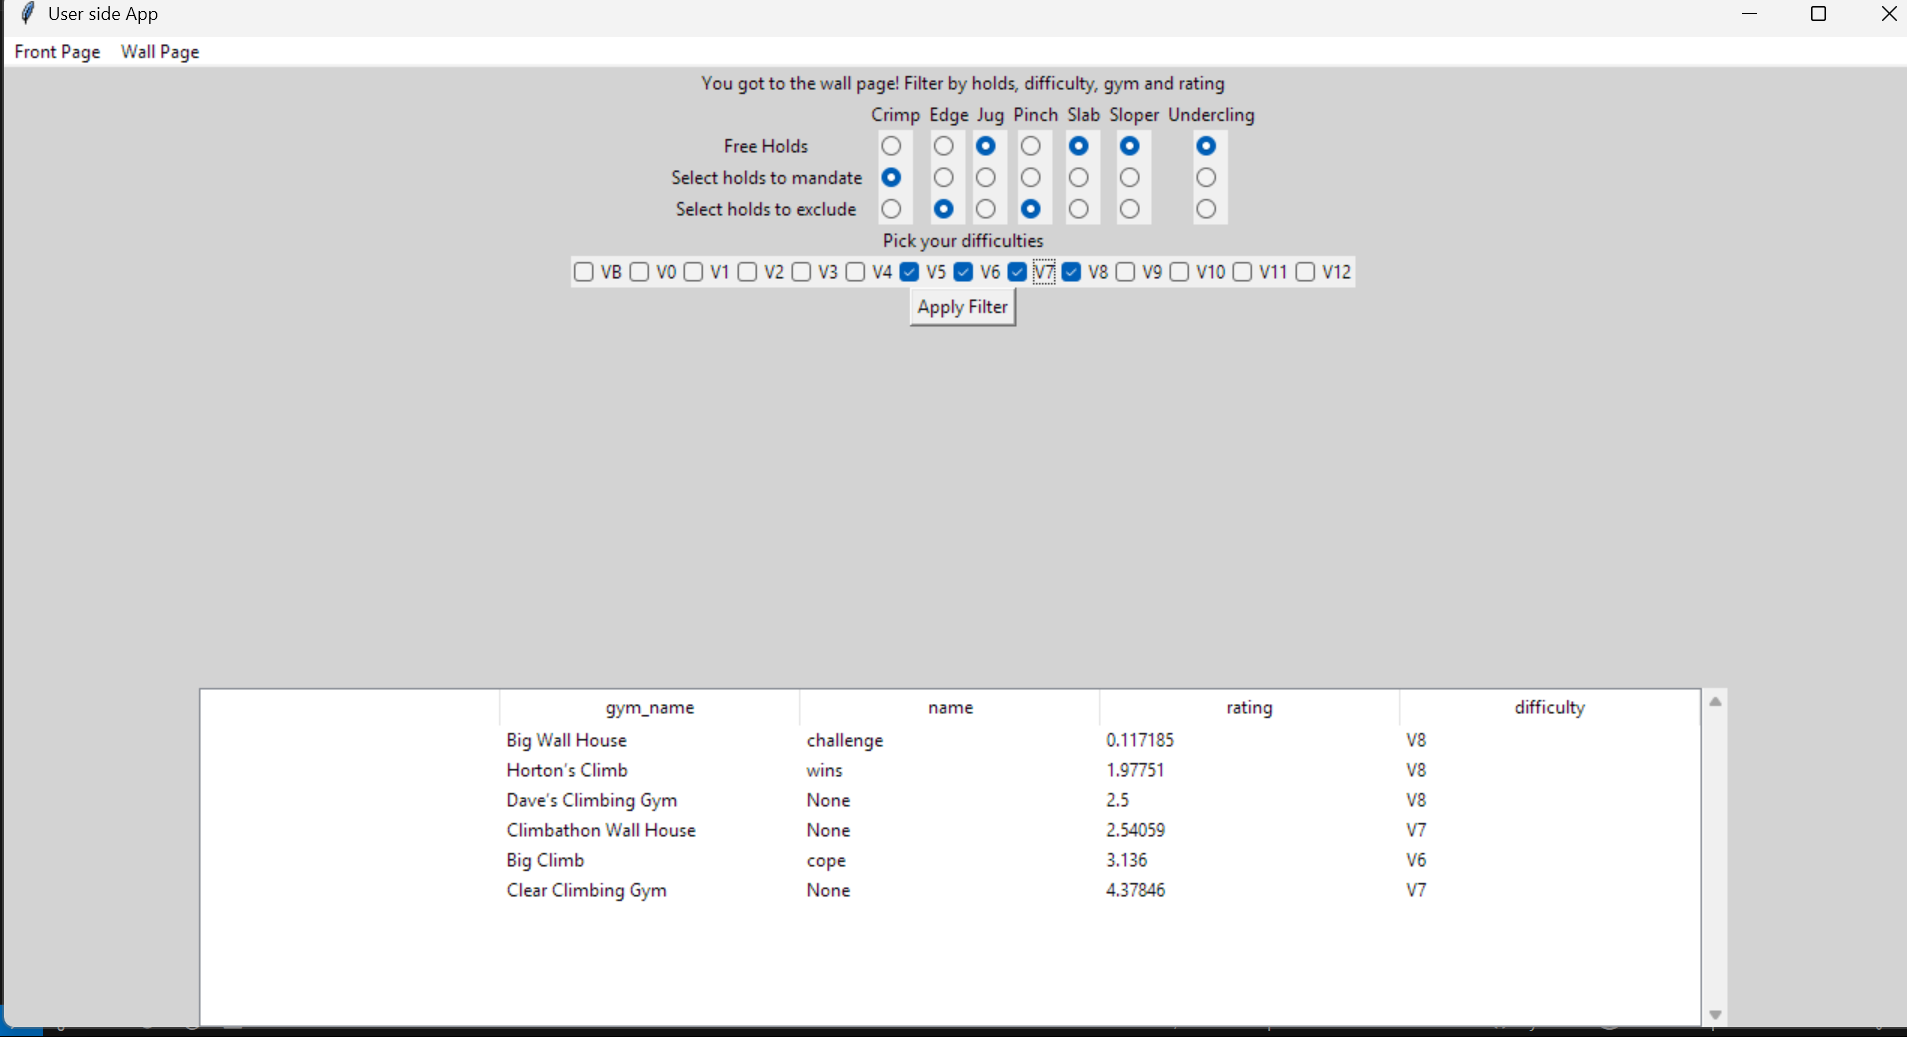 User side App
Front Page Wall Page
You got to the wall page! Filter by holds, difficulty, gym and rating
Crimp Edge Jug Pinch Slab Sloper Undercling
Free Holds
Select holds to mandate
Select holds to exclude
Pick your difficulties
VB V0 V1 V2 V3 V4 V5 V6 V7 V8 V9 V10 V11 V12
Apply Filter
gym_name name rating difficulty
Big Wall House challenge 0.117185 V8
Horton's Climb wins 1.97751 V8
Dave's Climbing Gym None 2.5 V8
Climbathon Wall House None 2.54059 V7
Big Climb cope 3.136 V6
Clear Climbing Gym None 4.37846 V7